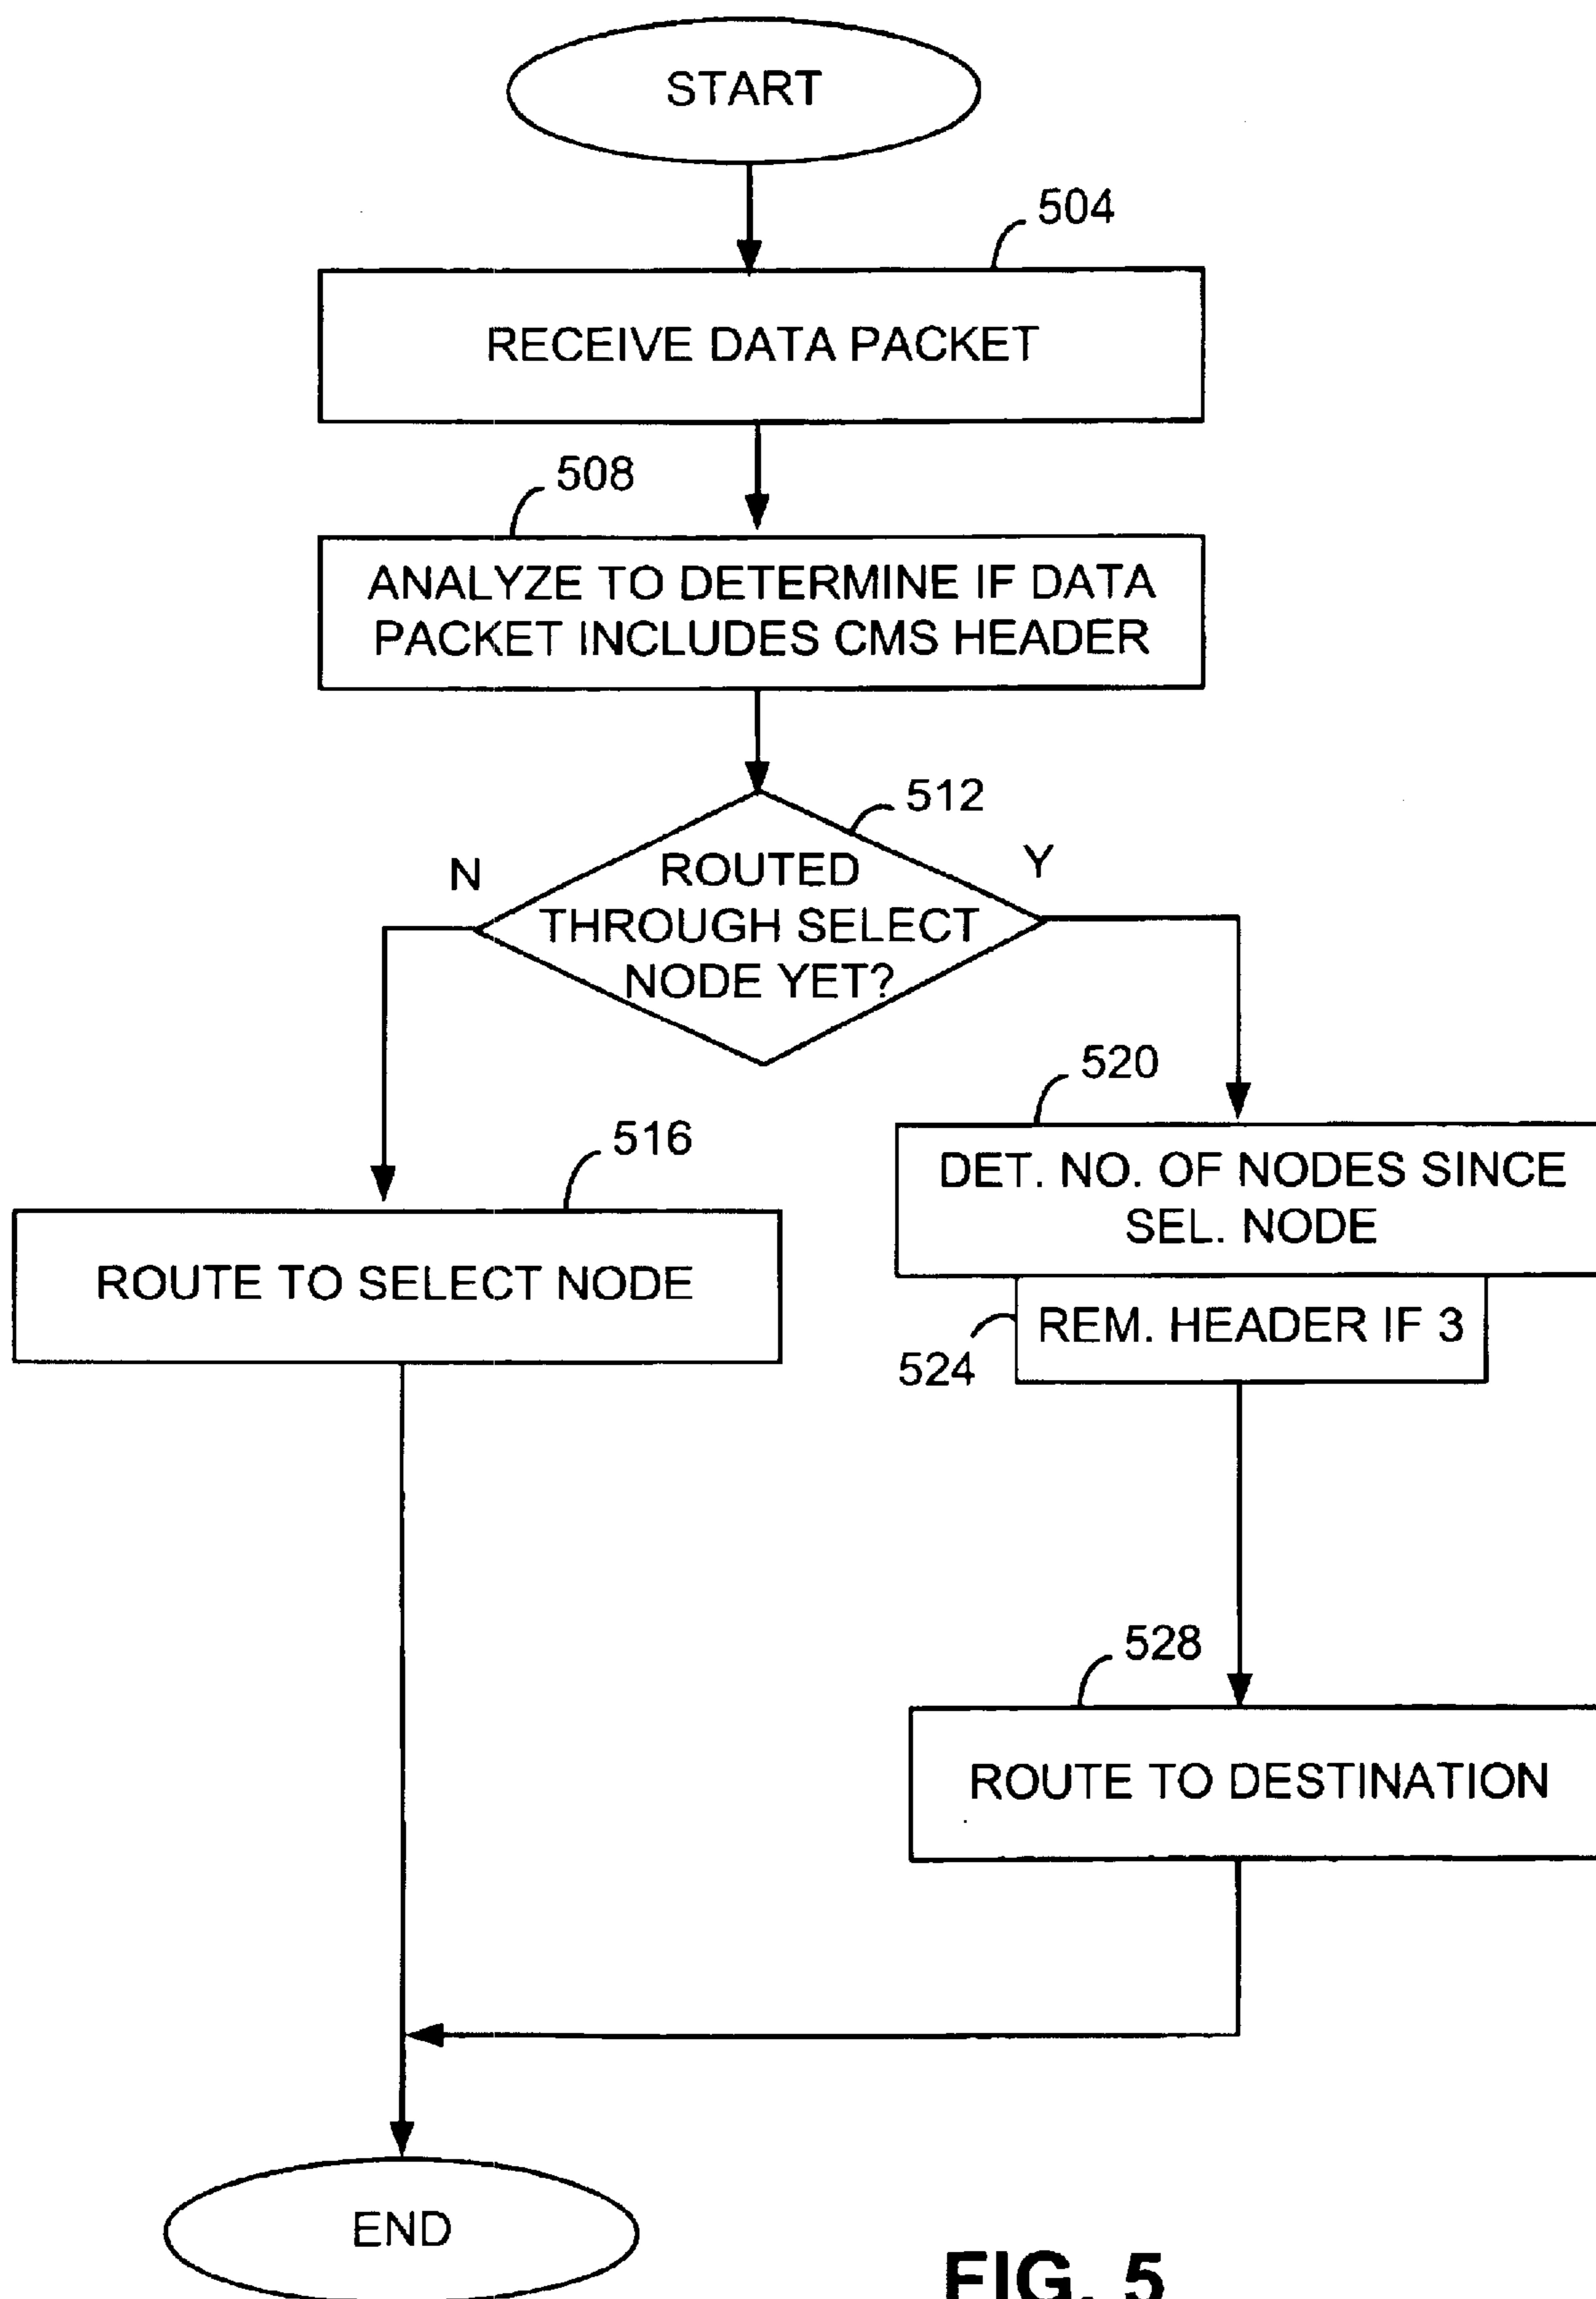 START
504
RECEIVE DATA PACKET
508
ANALYZE TO DETERMINE IF DATA
PACKET INCLUDES CMS HEADER
512
N
Y
ROUTED
THROUGH SELECT
NODE YET?
520
516
DET. NO. OF NODES SINCE
SEL. NODE
ROUTE TO SELECT NODE
REM. HEADER IF 3
524
528
ROUTE TO DESTINATION
END
FIG. 5